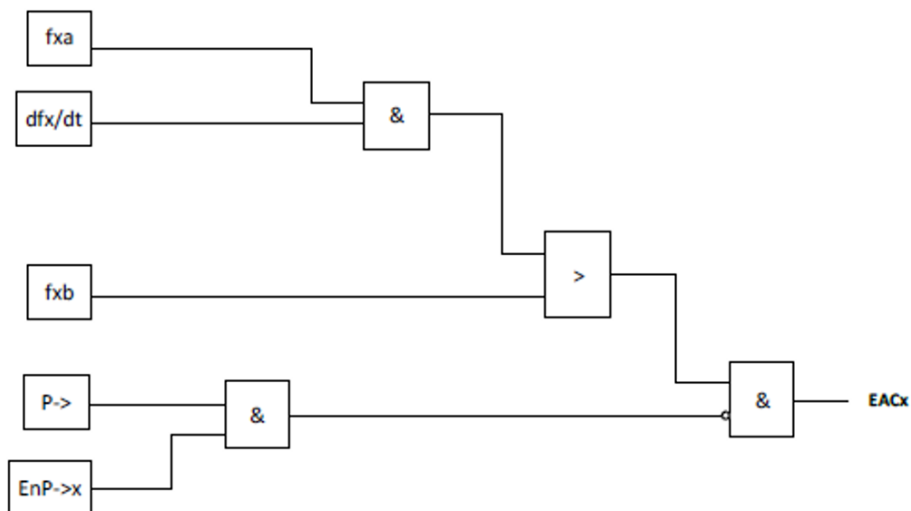 fxa
dfx/dt
&
fxb
>
P->
&
&
EACx
EnP->x